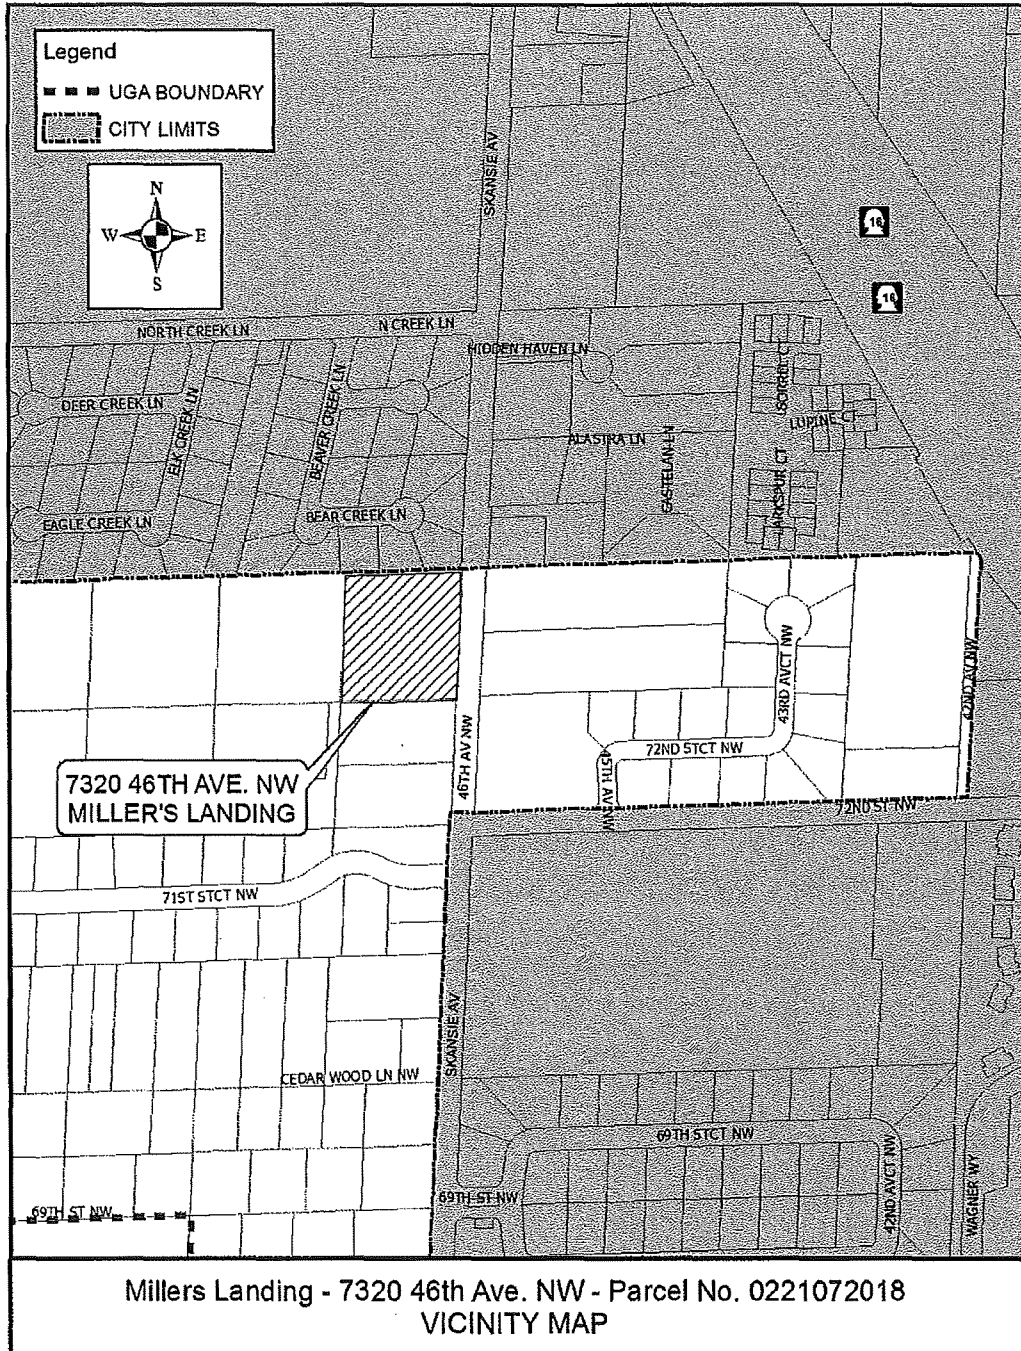 Legend
UGA BOUNDARY
CITY LIMITS
N
W E
S
SKANSIE AV
16
16
NORTH CREEK LN
N CREEK LN
HIDDEN HAVEN LN
DEER CREEK LN
ELK CREEK LN
BEAVER CREEK LN
SORREL CT
LUPINE CT
ALASTRA LN
CASTELAN LN
ARKSPUR CT
EAGLE CREEK LN
BEAR CREEK LN
43RD AVCT NW
42ND AV NW
46TH AV NW
72ND STCT NW
45TH AV NW
7320 46TH AVE. NW
MILLER'S LANDING
72ND ST NW
71ST STCT NW
SKANSIE AV
CEDAR WOOD LN NW
69TH STCT NW
42ND AVCT NW
WAGNER WY
69TH ST NW
69TH ST NW
Millers Landing - 7320 46th Ave. NW - Parcel No. 0221072018
VICINITY MAP